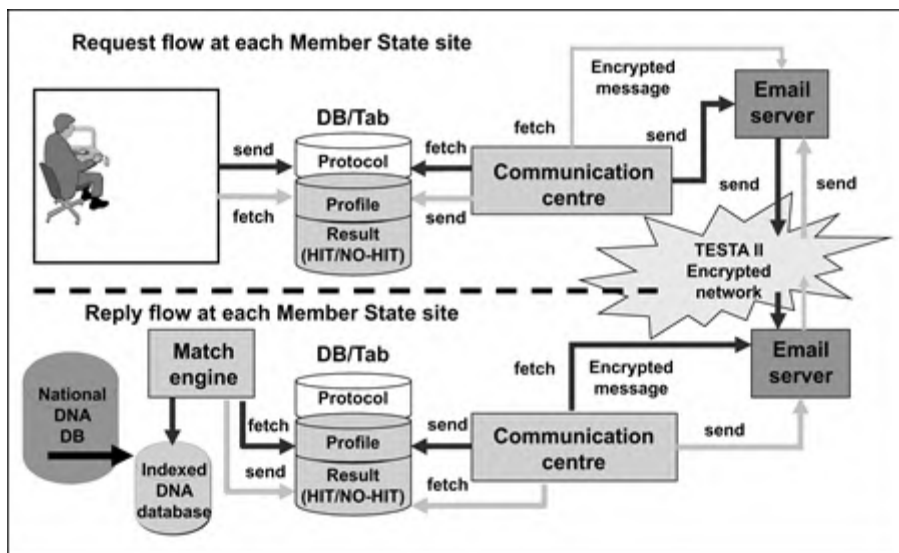 Request flow at each Member State site
Encrypted
message
Email
server
DB/Tab
fetch
send
Protocol
fetch
send
Communication
centre
send
send
fetch
Profile
send
Result
(HIT/NO-HIT)
TESTA II
Encrypted
network
Reply flow at each Member State site
Match
engine
DB/Tab
fetch
Encrypted
message
Email
server
National
DNA
DB
Protocol
fetch
send
Profile
Communication
centre
send
Indexed
DNA
database
send
Result
(HIT/NO-HIT)
fetch